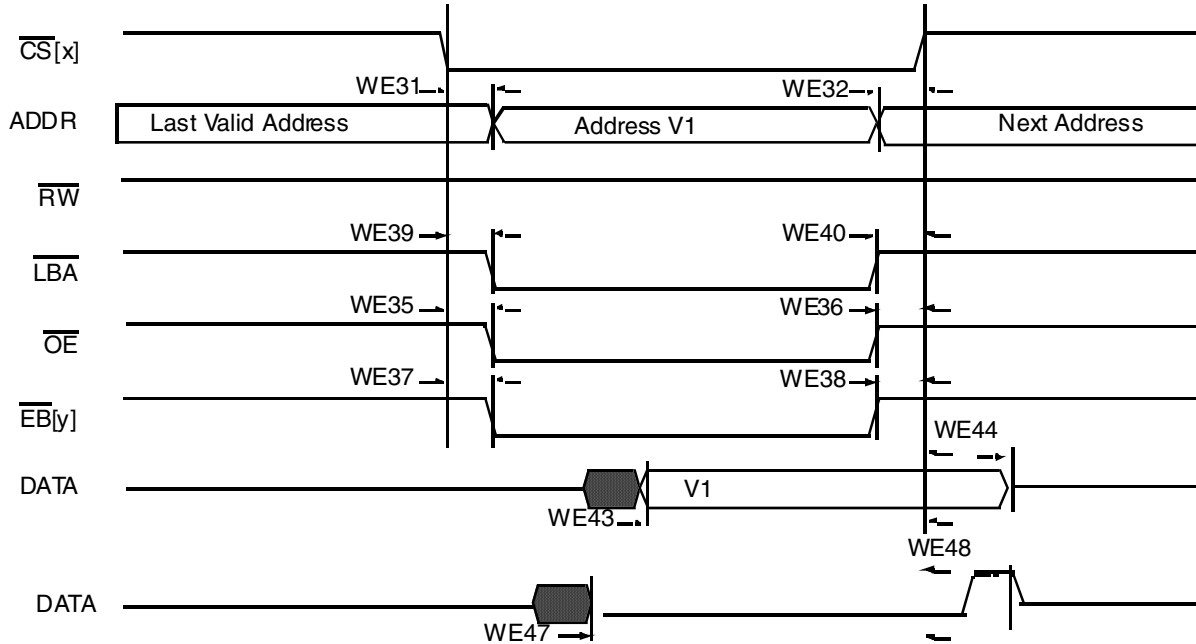 CS[x]
WE31
WE32
ADDR
Last Valid Address
Address V1
Next Address
RW
WE39
WE40
LBA
WE35
WE36
OE
WE37
WE38
EB[y]
WE44
DATA
V1
WE43
WE48
DATA
WE47